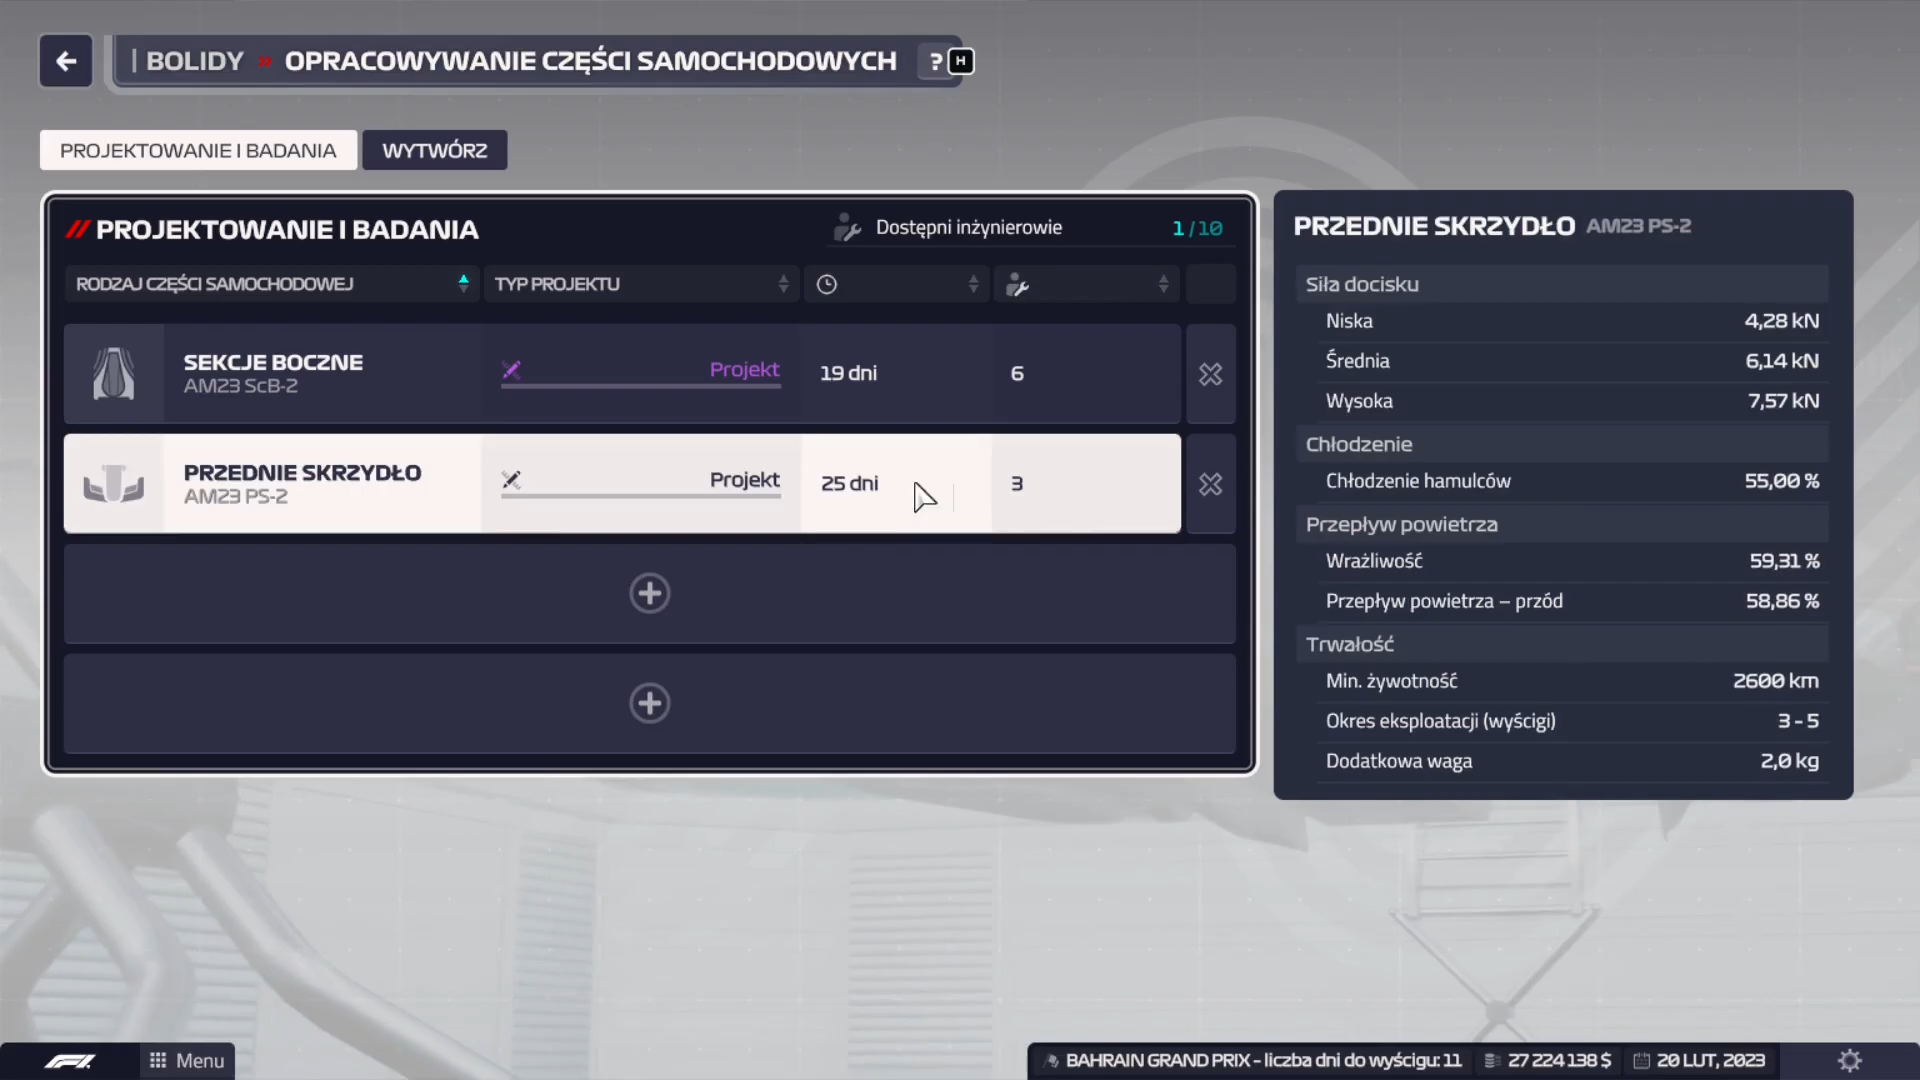 BOLIDY » OPRACOWYWANIE CZĘŚCI SAMOCHODOWYCH ? H
PROJEKTOWANIE I BADANIA WYTWÓRZ
// PROJEKTOWANIE I BADANIA Dostępni inżynierowie 1/10
RODZAJ CZĘŚCI SAMOCHODOWEJ TYP PROJEKTU
SEKCJE BOCZNE Projekt 19 dni 6
AM23 ScB-2
PRZEDNIE SKRZYDŁO Projekt 25 dni 3
AM23 PS-2
PRZEDNIE SKRZYDŁO AM23 PS-2
Siła docisku
Niska 4,28 kN
Średnia 6,14 kN
Wysoka 7,57 kN
Chłodzenie
Chłodzenie hamulców 55,00 %
Przepływ powietrza
Wrażliwość 59,31 %
Przepływ powietrza – przód 58,86 %
Trwałość
Min. żywotność 2600 km
Okres eksploatacji (wyścigi) 3 - 5
Dodatkowa waga 2,0 kg
F1 Menu BAHRAIN GRAND PRIX – liczba dni do wyścigu: 11 27 224 138 $ 20 LUT, 2023